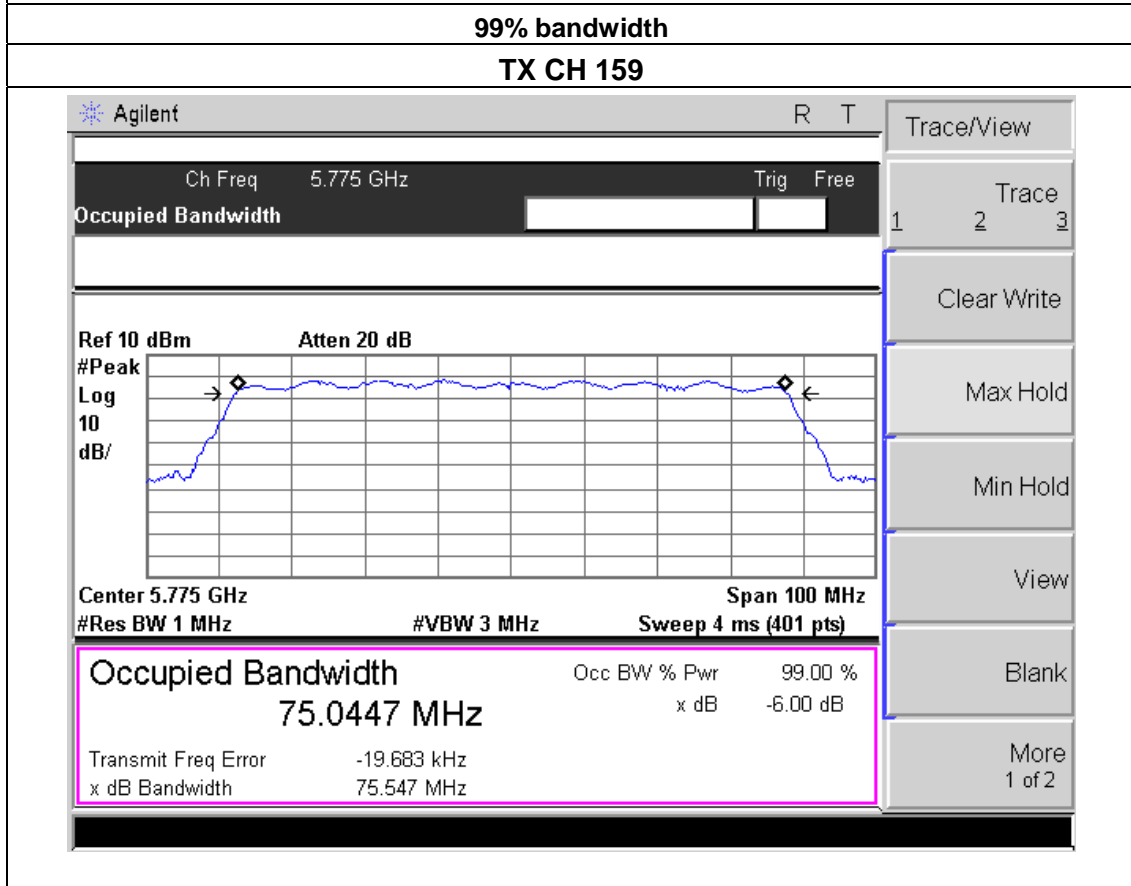 99% bandwidth
TX CH 159
Agilent R T
Trace/View
Ch Freq 5.775 GHz Trig Free
Occupied Bandwidth
Trace
1 2 3
Clear Write
Ref 10 dBm Atten 20 dB
#Peak
Log
10
dB/
Max Hold
Min Hold
View
Center 5.775 GHz Span 100 MHz
#Res BW 1 MHz #VBW 3 MHz Sweep 4 ms (401 pts)
Occupied Bandwidth Occ BW % Pwr 99.00 %
75.0447 MHz x dB -6.00 dB
Blank
Transmit Freq Error -19.683 kHz
x dB Bandwidth 75.547 MHz
More
1 of 2